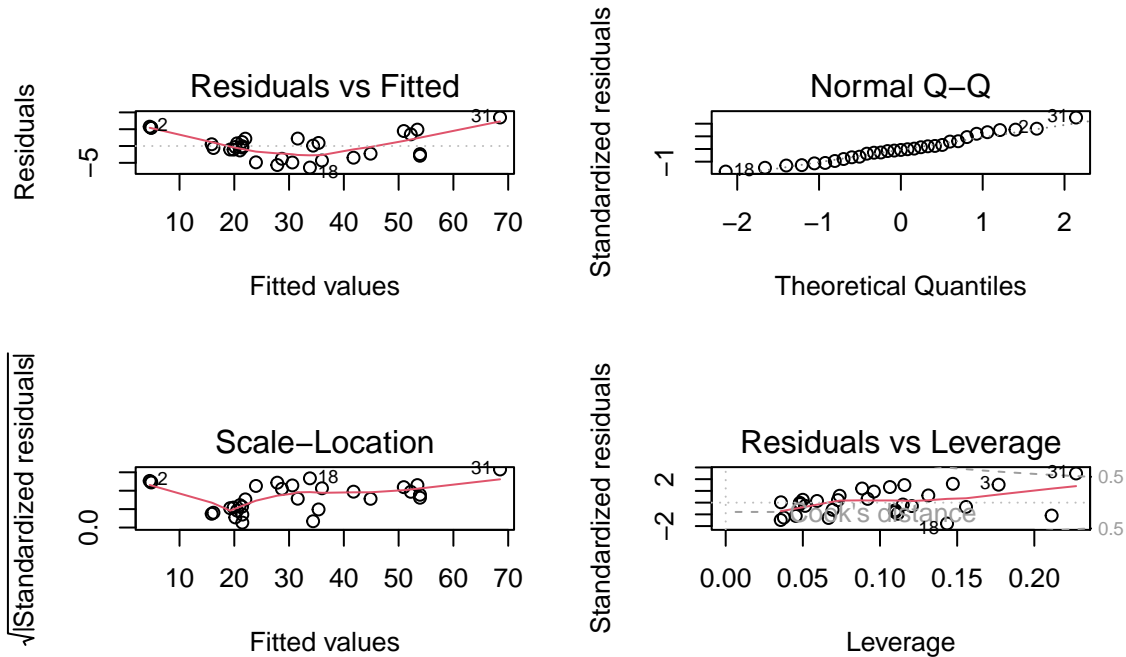 Residuals vs Fitted
Residuals
−5
2
18
31
10 20 30 40 50 60 70
Fitted values
Normal Q−Q
Standardized residuals
−1
18
2
31
−2 −1 0 1 2
Theoretical Quantiles
Scale−Location
√|Standardized residuals|
0.0
2
18
31
10 20 30 40 50 60 70
Fitted values
Residuals vs Leverage
Standardized residuals
2
−2
Cook's distance
18
3
31
0.5
0.5
0.00 0.05 0.10 0.15 0.20
Leverage